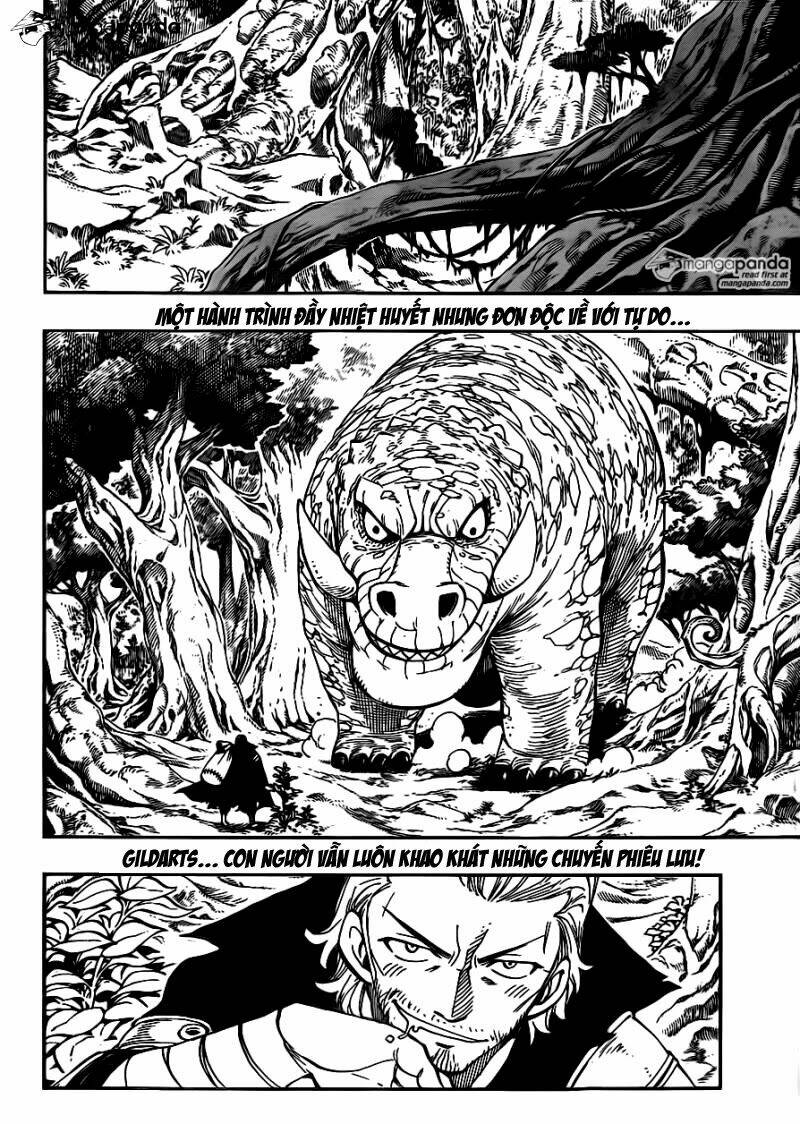 mangapanda
read first at
mangapanda.com
MỘT HÀNH TRÌNH ĐẦY NHIỆT HUYẾT NHƯNG ĐƠN ĐỘC VỀ VỚI TỰ DO...
GILDARTS... CON NGƯỜI VẪN LUÔN KHAO KHÁT NHỮNG CHUYẾN PHIÊU LƯU!